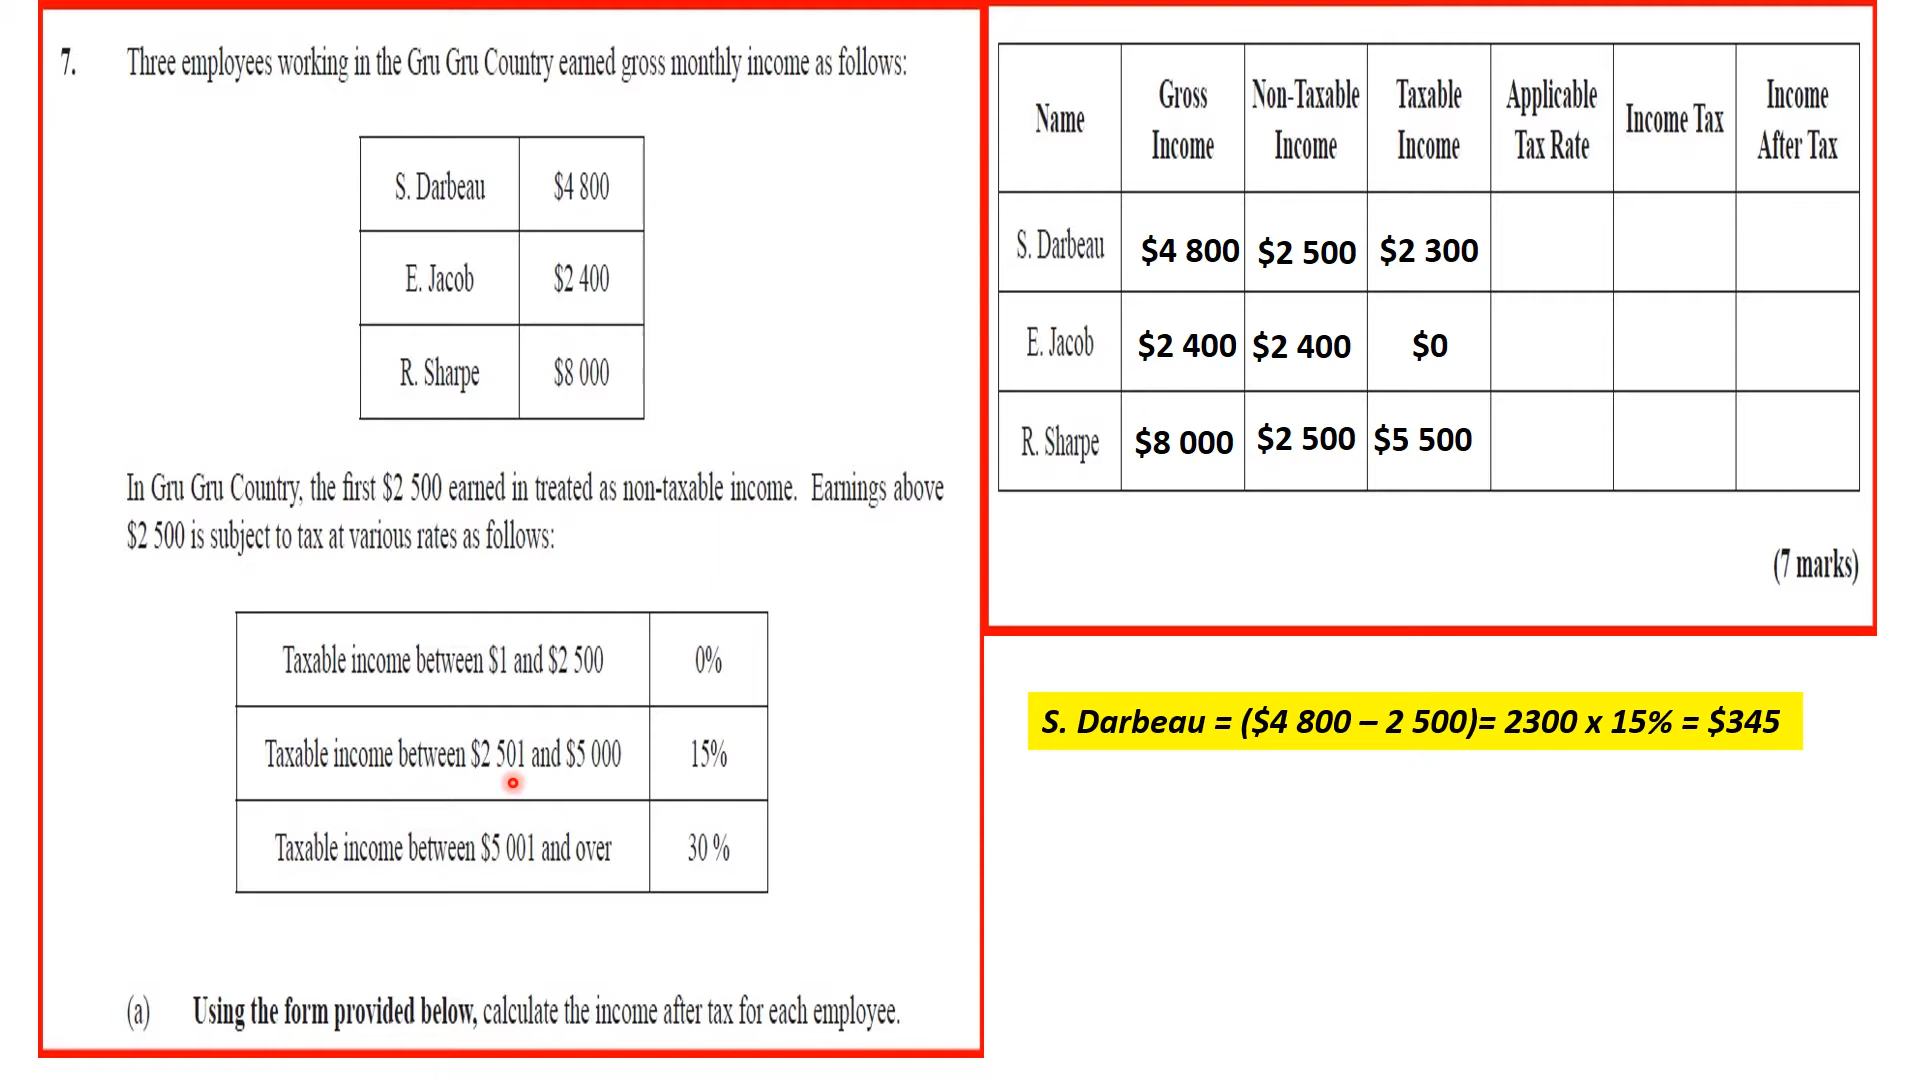 7. Three employees working in the Gru Gru Country earned gross monthly income as follows:
S. Darbeau $4 800
E. Jacob $2 400
R. Sharpe $8 000
In Gru Gru Country, the first $2 500 earned in treated as non-taxable income. Earnings above
$2 500 is subject to tax at various rates as follows:
Taxable income between $1 and $2 500 0%
Taxable income between $2 501 and $5 000 15%
Taxable income between $5 001 and over 30 %
(a) Using the form provided below, calculate the income after tax for each employee.
Name Gross Income Non-Taxable Income Taxable Income Applicable Tax Rate Income Tax Income After Tax
S. Darbeau $4 800 $2 500 $2 300
E. Jacob $2 400 $2 400 $0
R. Sharpe $8 000 $2 500 $5 500
(7 marks)
S. Darbeau = ($4 800 – 2 500)= 2300 x 15% = $345